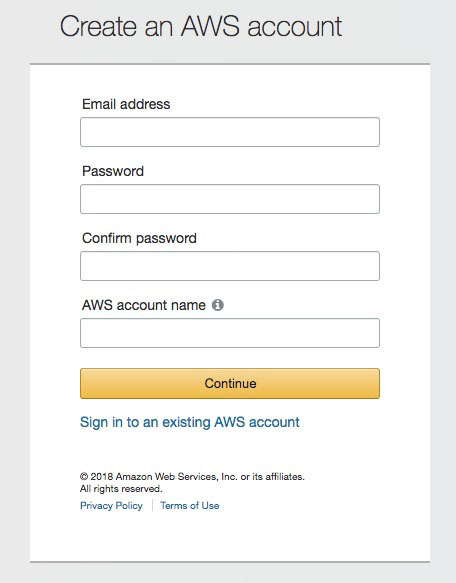 Create an AWS account
Email address
Password
Confirm password
AWS account name
Continue
Sign in to an existing AWS account
© 2018 Amazon Web Services, Inc. or its affiliates.
All rights reserved.
Privacy Policy | Terms of Use